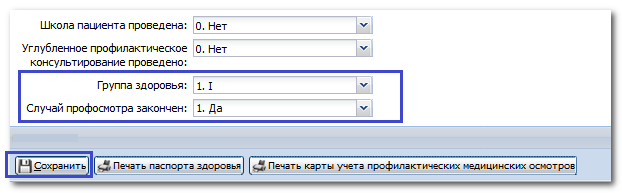 Школа пациента проведена: 0. Нет
Углубленное профилактическое консультирование проведено: 0. Нет
Группа здоровья: 1. I
Случай профосмотра закончен: 1. Да
Сохранить Печать паспорта здоровья Печать карты учета профилактических медицинских осмотров